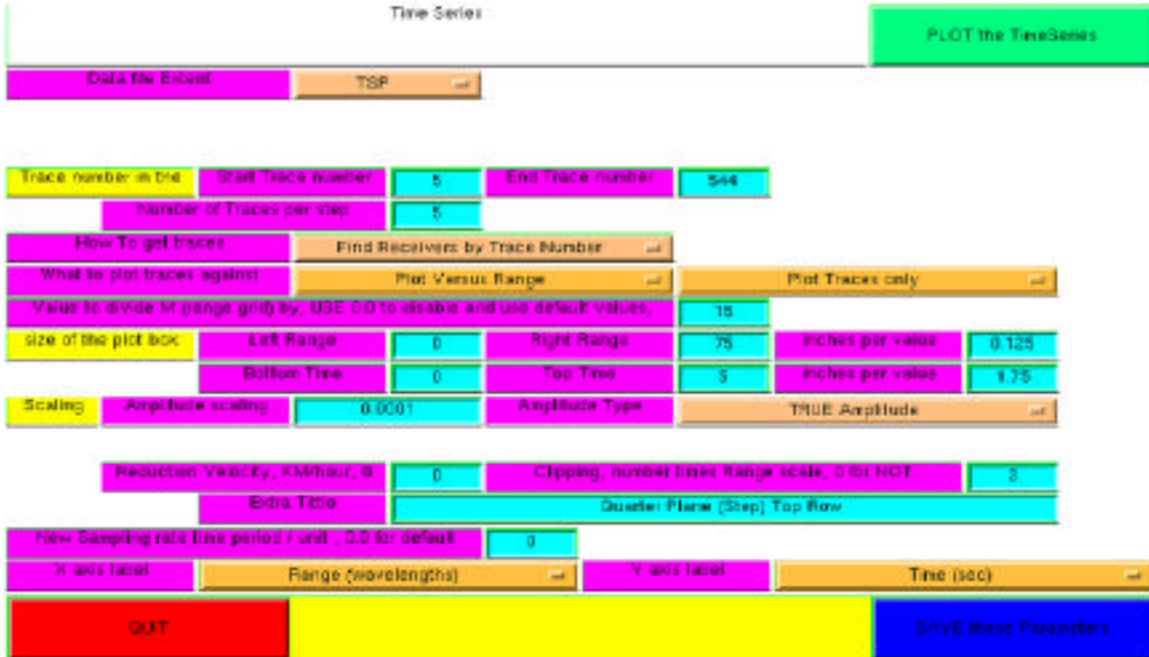 Time Series
PLOT the TimeSeries
Data file Extent TSP
Trace number in the Start Trace number 5 End Trace number 544
Number of Traces per step 5
How To get traces Find Receivers by Trace Number
What to plot traces against Plot Versus Range Plot Traces only
Value to divide M (range grid) by, USE 0.0 to disable and use default values, 15
size of the plot box Left Range 0 Right Range 75 inches per value 0.125
Bottom Time 0 Top Time 5 inches per value 1.75
Scaling Amplitude scaling 0.0001 Amplitude Type TRUE Amplitude
Reduction Velocity, KM/hour, 0 Clipping, number times Range scale, 0 for NOT 3
Extra Tittle Quarter Plane (Step) Top Row
New Sampling rate time period / unit , 0.0 for default 0
X axis label Range (wavelengths) Y axis label Time (sec)
QUIT SAVE these Parameters